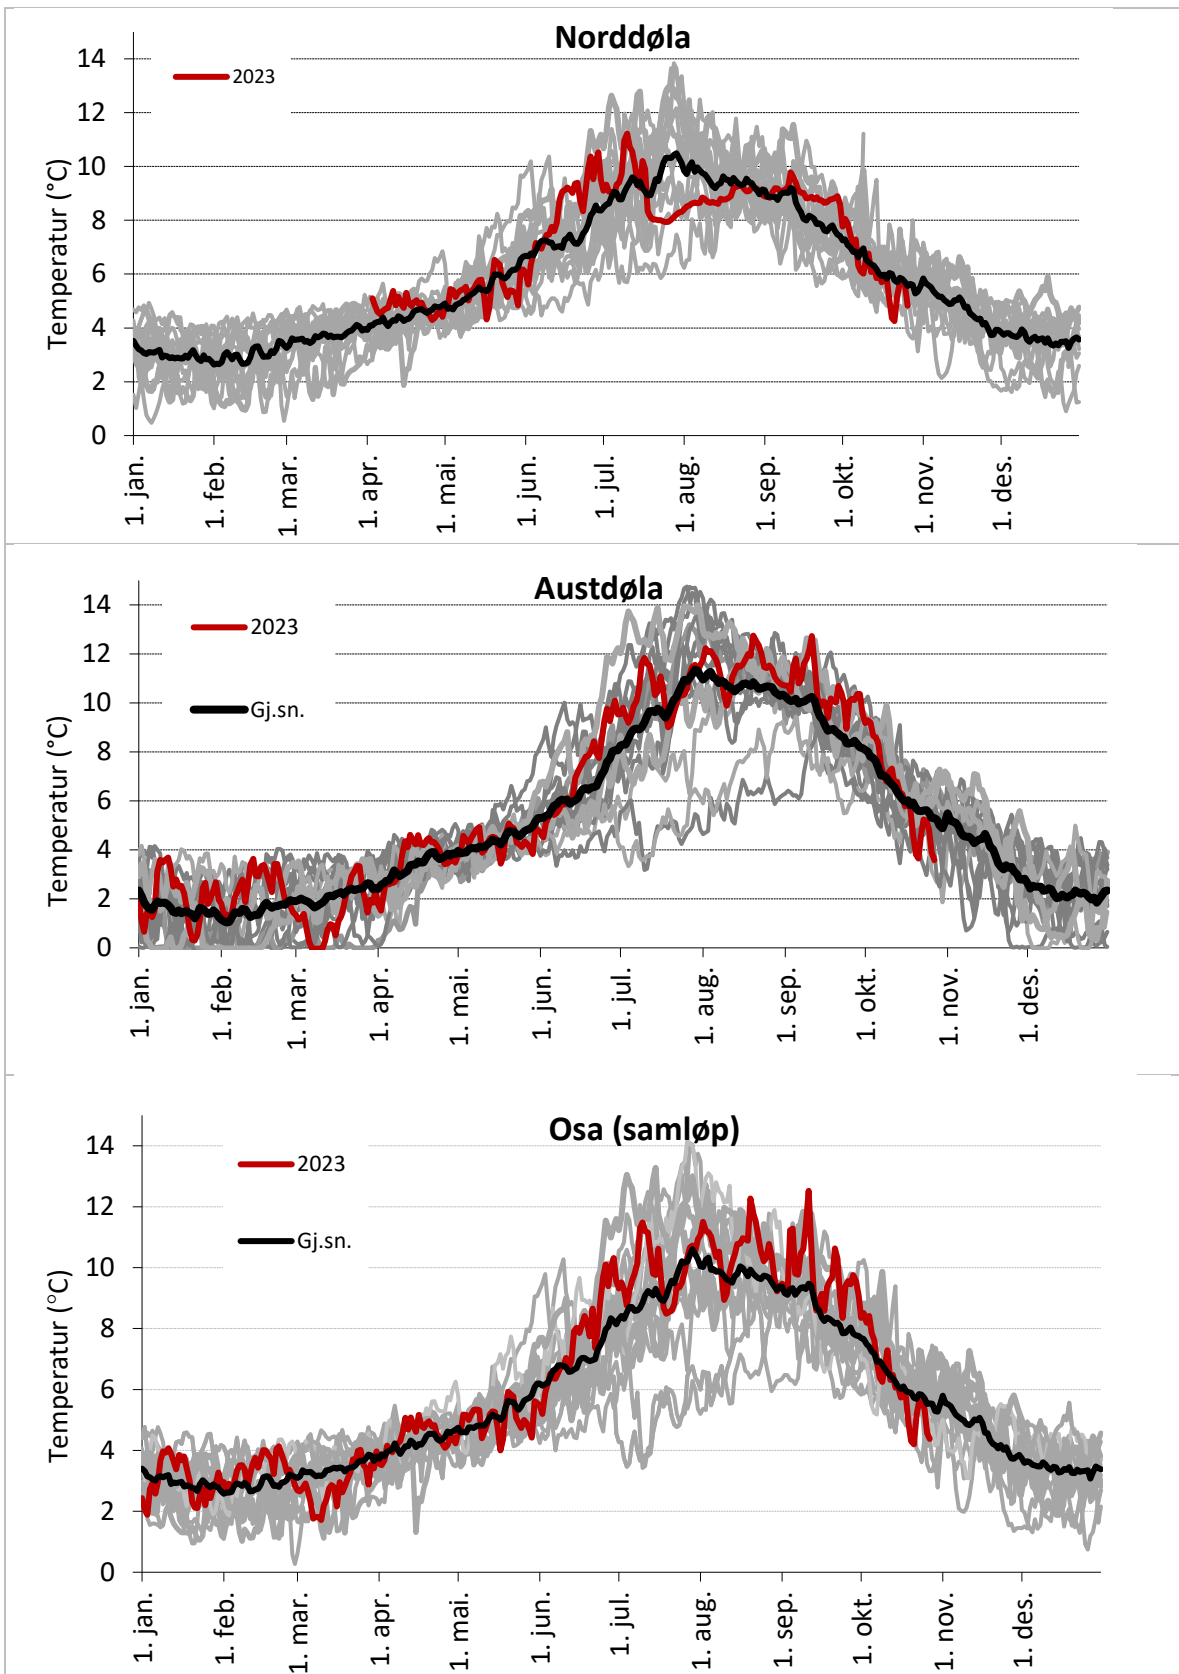 Norddøla
2023
Temperatur (°C)
14
12
10
8
6
4
2
0
1. jan.
1. feb.
1. mar.
1. apr.
1. mai.
1. jun.
1. jul.
1. aug.
1. sep.
1. okt.
1. nov.
1. des.
Austdøla
2023
Gj.sn.
Temperatur (°C)
14
12
10
8
6
4
2
0
1. jan.
1. feb.
1. mar.
1. apr.
1. mai.
1. jun.
1. jul.
1. aug.
1. sep.
1. okt.
1. nov.
1. des.
Osa (samløp)
2023
Gj.sn.
Temperatur (°C)
14
12
10
8
6
4
2
0
1. jan.
1. feb.
1. mar.
1. apr.
1. mai.
1. jun.
1. jul.
1. aug.
1. sep.
1. okt.
1. nov.
1. des.